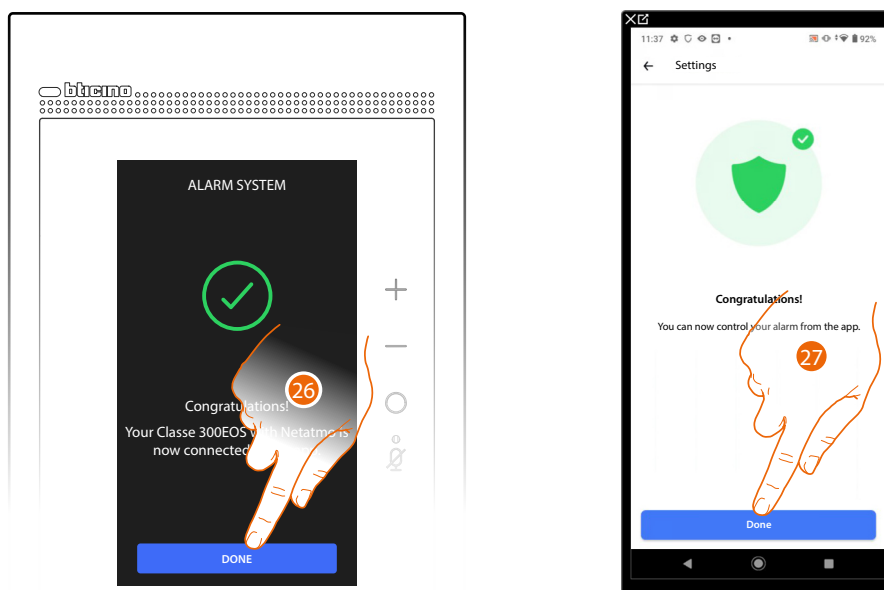 bticino
ALARM SYSTEM
26
Congratulations!
Your Classe 300EOS with Netatmo is
now connected
DONE
11:37
92%
Settings
Congratulations!
You can now control your alarm from the app.
27
Done